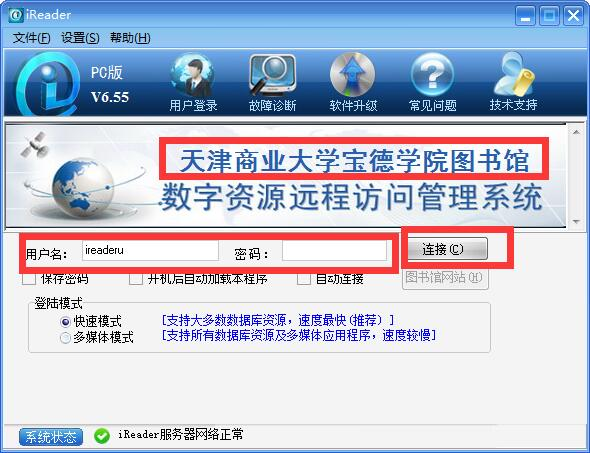 iReader
文件(F) 设置(S) 帮助(H)
PC版
V6.55
用户登录 故障诊断 软件升级 常见问题 技术支持
天津商业大学宝德学院图书馆
数字资源远程访问管理系统
用户名： ireaderu 密码： 连接(C)
保存密码 开机后自动加载本程序 自动连接 图书馆网站(W)
登陆模式
快速模式 [支持大多数数据库资源，速度最快(推荐) ]
多媒体模式 [支持所有数据库资源及多媒体应用程序，速度较慢]
系统状态 iReader服务器网络正常